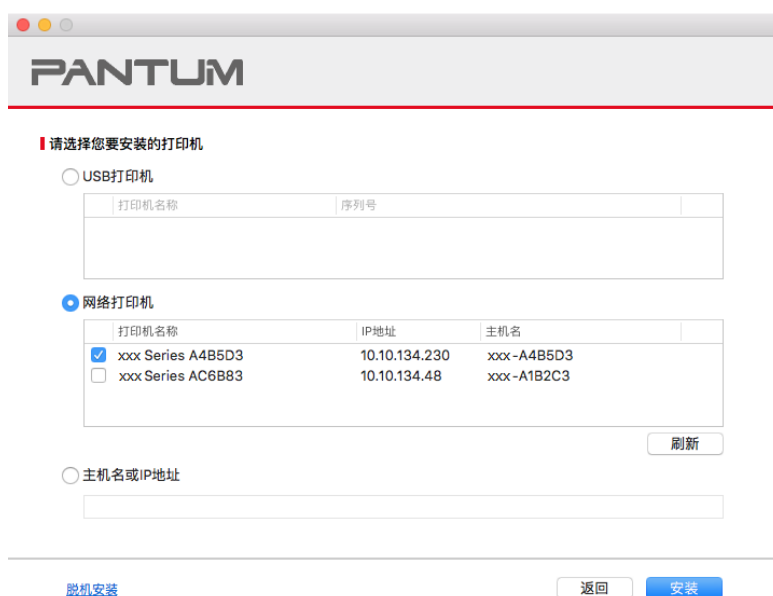 PANTUM
请选择您要安装的打印机
USB打印机
打印机名称 序列号
网络打印机
打印机名称 IP地址 主机名
xxx Series A4B5D3 10.10.134.230 xxx-A4B5D3
xxx Series AC6B83 10.10.134.48 xxx-A1B2C3
刷新
主机名或IP地址
脱机安装 返回 安装